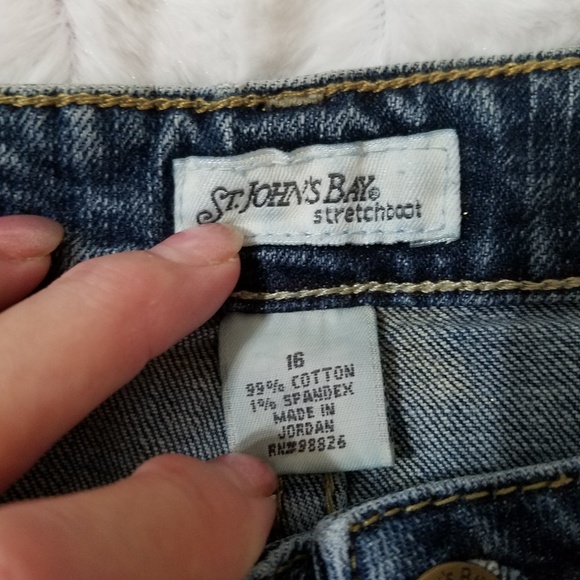 ST. JOHN'S BAY®
stretchboot
16
99% COTTON
1% SPANDEX
MADE IN
JORDAN
RN#98826